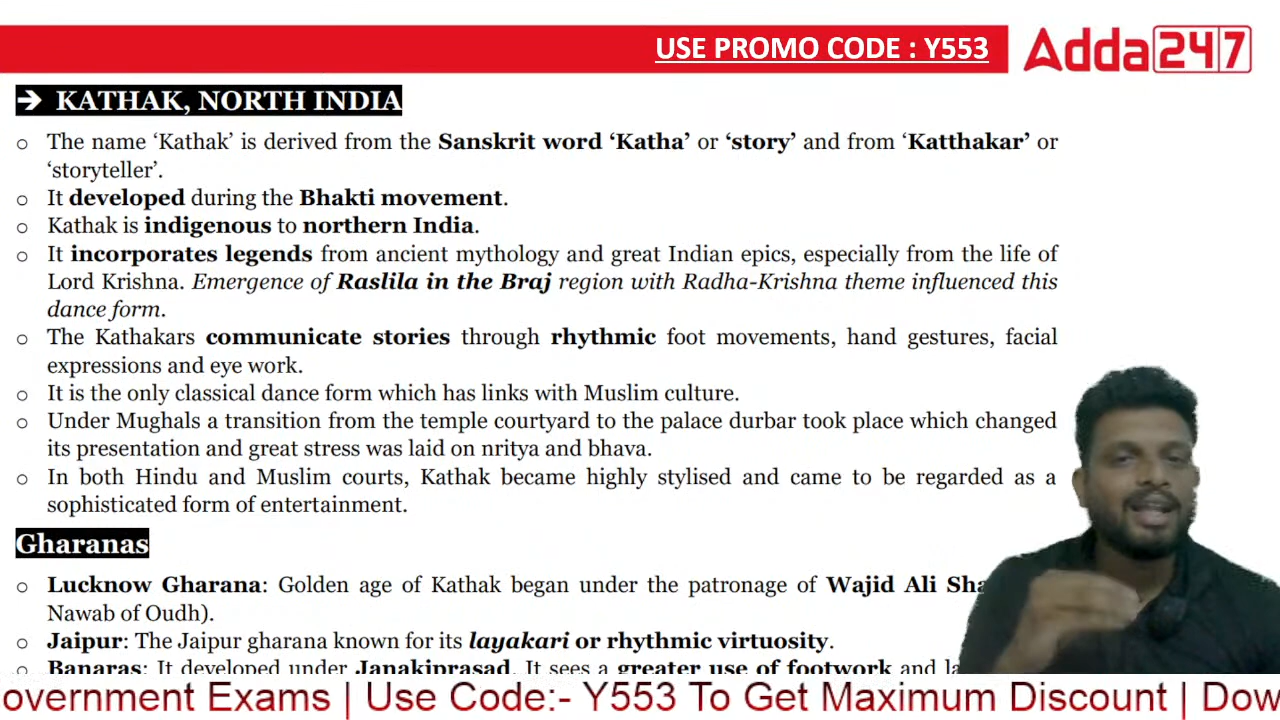 USE PROMO CODE : Y553
Adda247
➔ KATHAK, NORTH INDIA
o The name ‘Kathak’ is derived from the Sanskrit word ‘Katha’ or ‘story’ and from ‘Katthakar’ or
‘storyteller’.
o It developed during the Bhakti movement.
o Kathak is indigenous to northern India.
o It incorporates legends from ancient mythology and great Indian epics, especially from the life of
Lord Krishna. Emergence of Raslila in the Braj region with Radha-Krishna theme influenced this
dance form.
o The Kathakars communicate stories through rhythmic foot movements, hand gestures, facial
expressions and eye work.
o It is the only classical dance form which has links with Muslim culture.
o Under Mughals a transition from the temple courtyard to the palace durbar took place which changed
its presentation and great stress was laid on nritya and bhava.
o In both Hindu and Muslim courts, Kathak became highly stylised and came to be regarded as a
sophisticated form of entertainment.
Gharanas
o Lucknow Gharana: Golden age of Kathak began under the patronage of Wajid Ali
Nawab of Oudh).
o Jaipur: The Jaipur gharana known for its layakari or rhythmic virtuosity.
o Banaras: It developed under Janakiprasad. It sees a greater use of footwork and
overnment Exams | Use Code:- Y553 To Get Maximum Discount | Dow